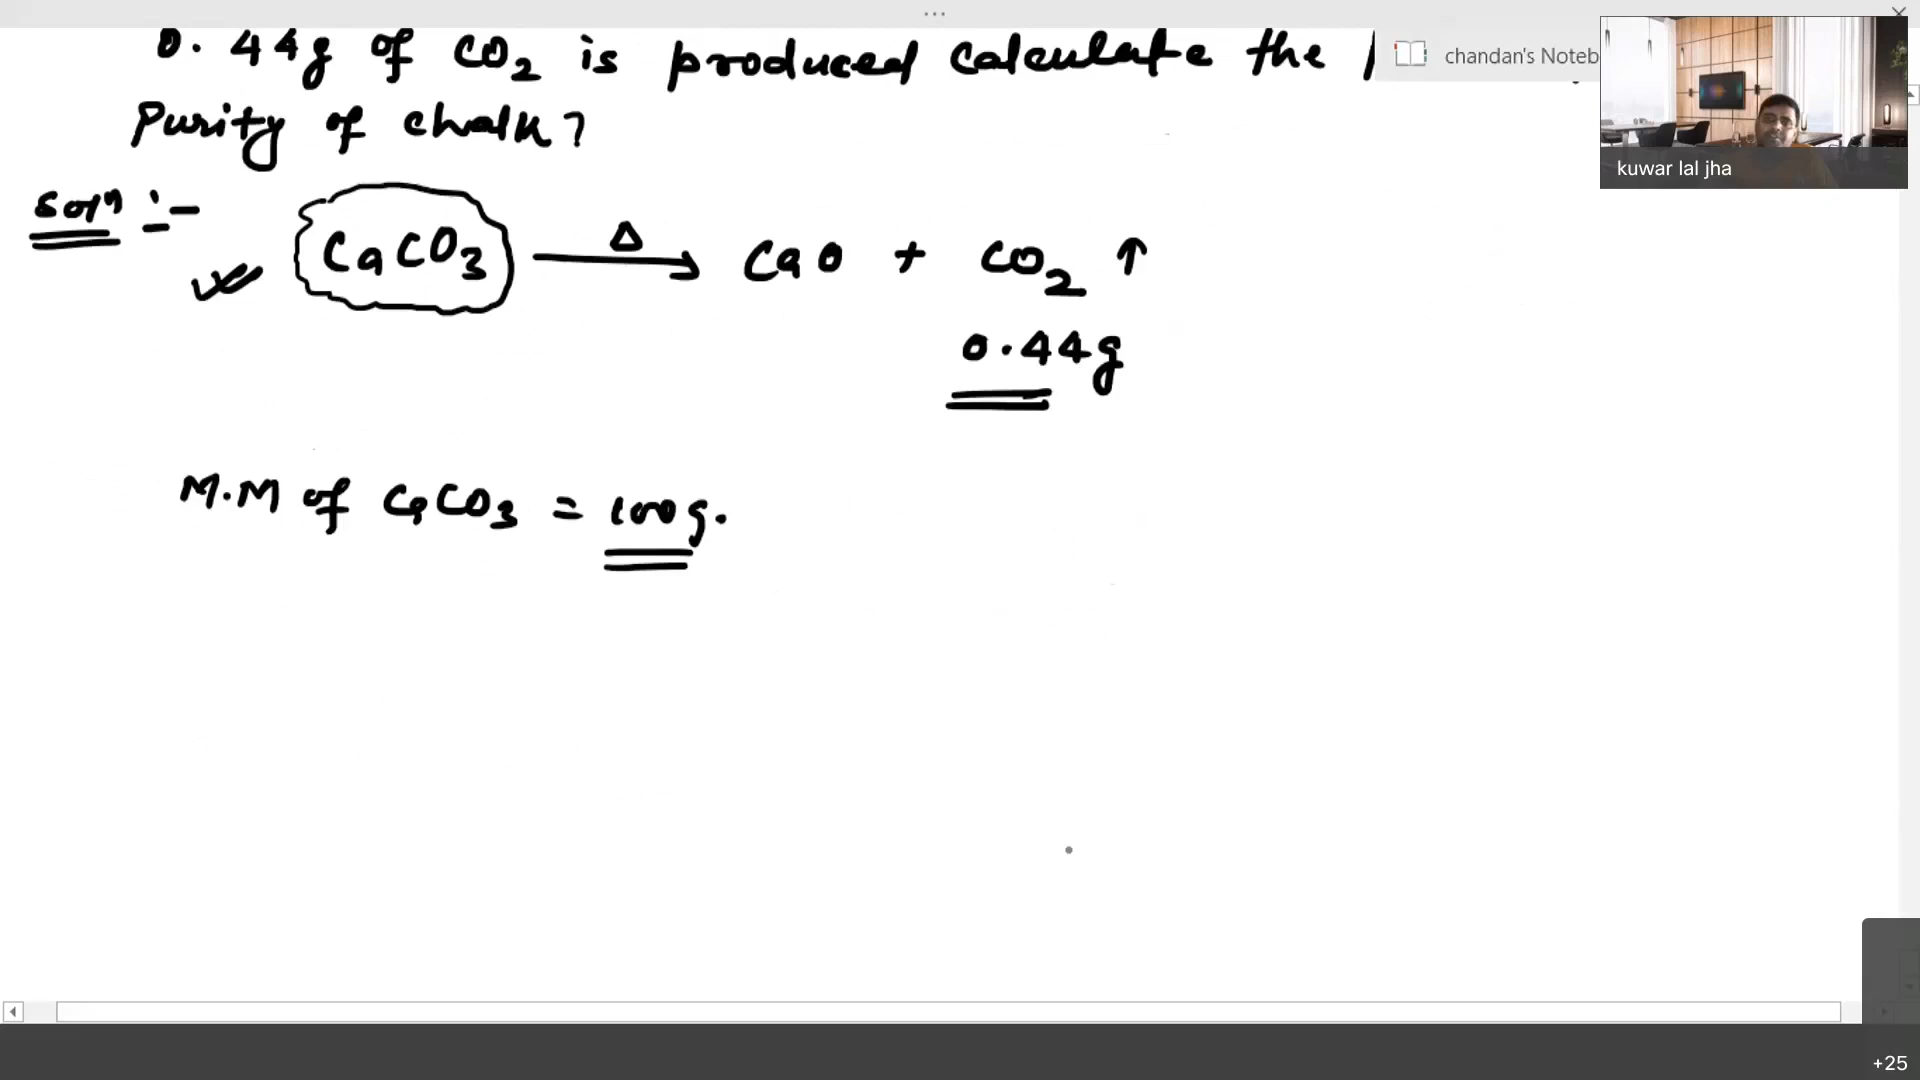 0.44g of CO2 is produced calculate the
chandan's Noteb
kuwar lal jha
Purity of chalk?
Soln :-
CaCO3 Δ→ CaO + CO2 ↑
0.44g
M.M of CaCO3 = 100g.
+25